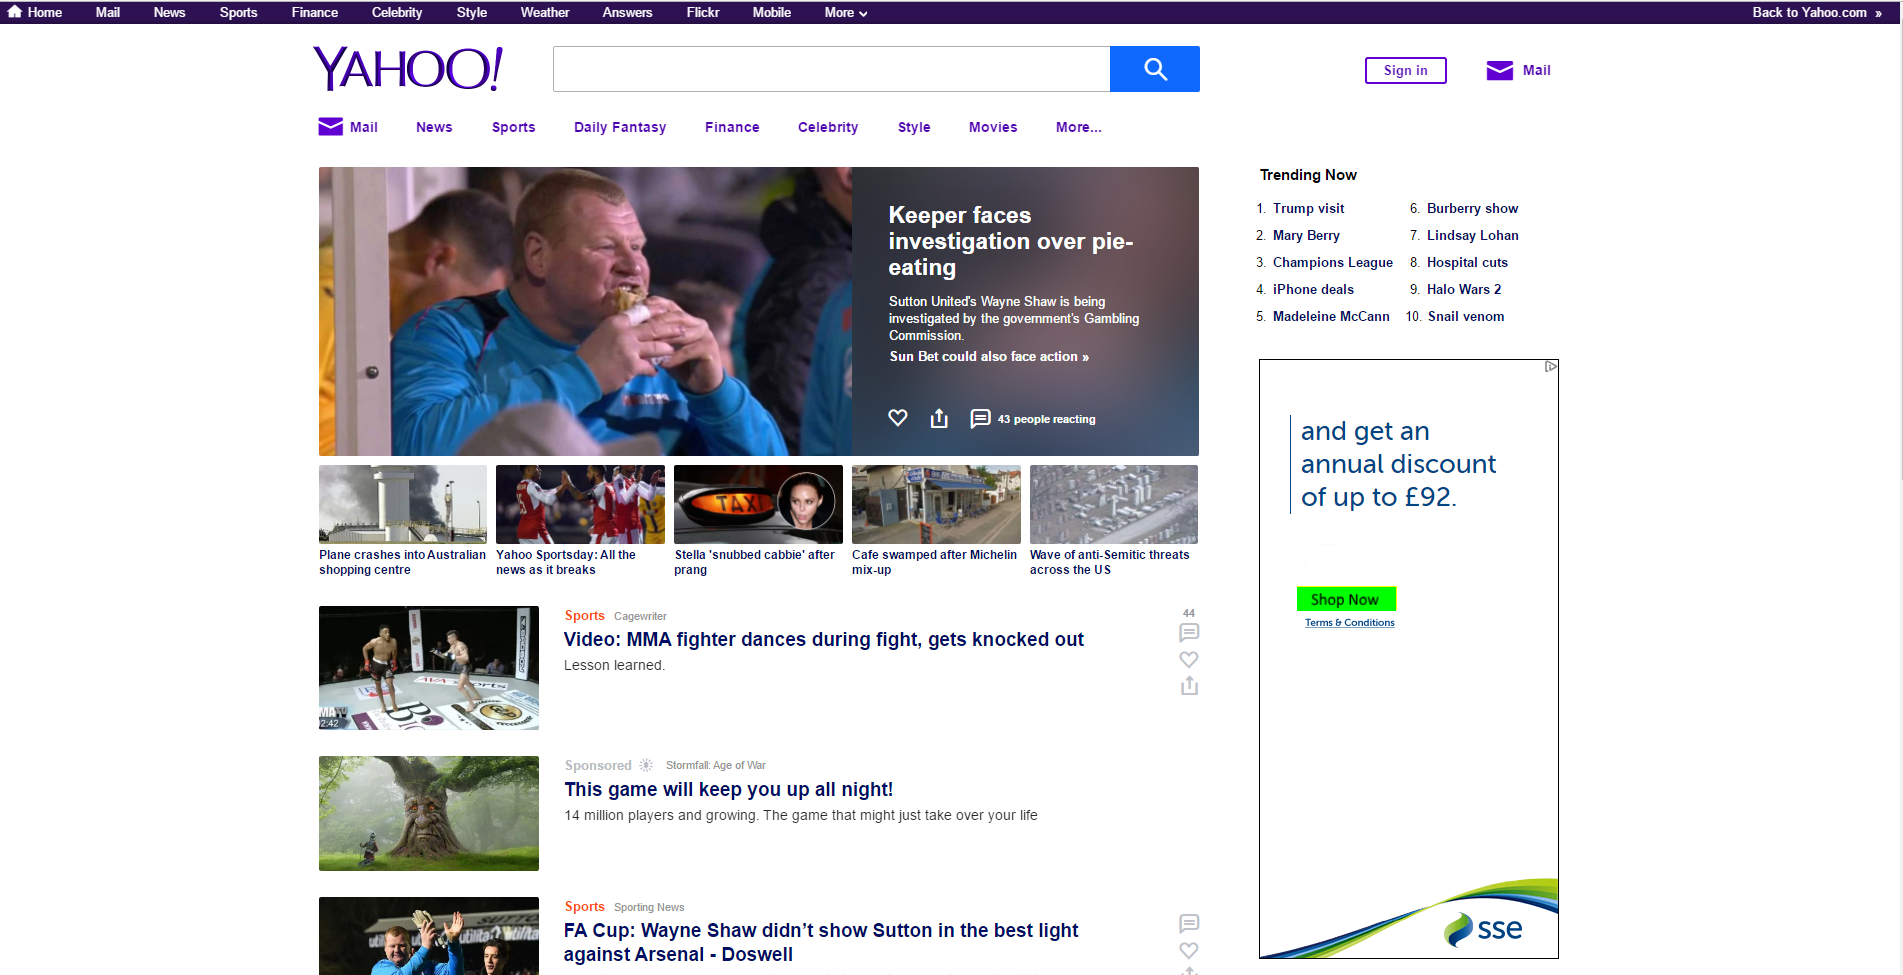 Home Mail News Sports Finance Celebrity Style Weather Answers Flickr Mobile More Back to Yahoo.com »
YAHOO!
Sign in
Mail
Mail News Sports Daily Fantasy Finance Celebrity Style Movies More...
Keeper faces
investigation over pie-
eating
Sutton United's Wayne Shaw is being
investigated by the government's Gambling
Commission.
Sun Bet could also face action »
43 people reacting
TAXI
Plane crashes into Australian
shopping centre
Yahoo Sportsday: All the
news as it breaks
Stella 'snubbed cabbie' after
prang
Cafe swamped after Michelin
mix-up
Wave of anti-Semitic threats
across the US
Sports Cagewriter
Video: MMA fighter dances during fight, gets knocked out
Lesson learned.
44
Sponsored Stormfall: Age of War
This game will keep you up all night!
14 million players and growing. The game that might just take over your life
Sports Sporting News
FA Cup: Wayne Shaw didn't show Sutton in the best light
against Arsenal - Doswell
Trending Now
1. Trump visit
2. Mary Berry
3. Champions League
4. iPhone deals
5. Madeleine McCann
6. Burberry show
7. Lindsay Lohan
8. Hospital cuts
9. Halo Wars 2
10. Snail venom
and get an
annual discount
of up to £92.
Shop Now
Terms & Conditions
sse